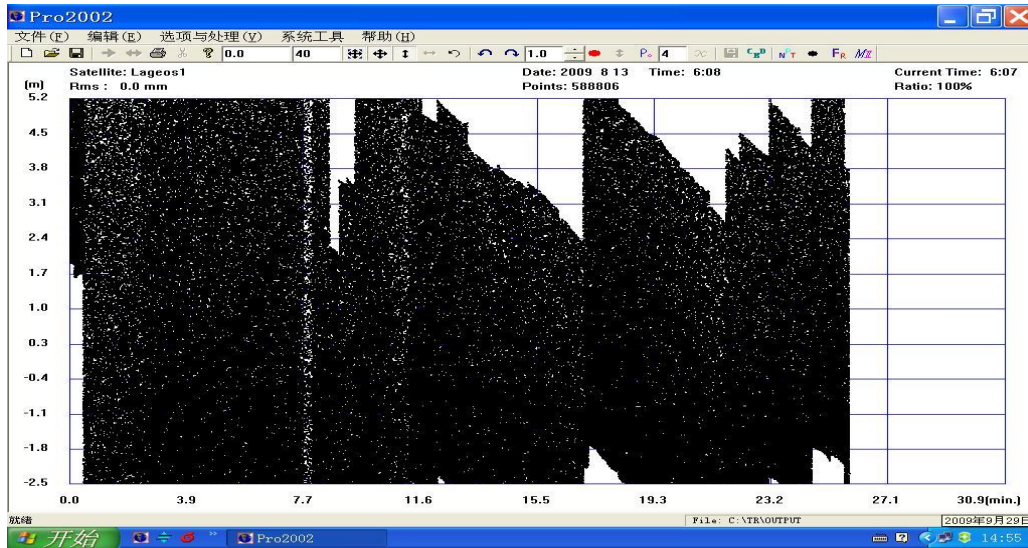 Pro2002
文件(F) 编辑(E) 选项与处理(V) 系统工具 帮助(H)
0.0 40 1.0 P. 4 N T FR MII
Satellite: Lageos1 Date: 2009 8 13 Time: 6:08 Current Time: 6:07
(m) Rms : 0.0 mm Points: 588806 Ratio: 100%
5.2
4.5
3.8
3.1
2.4
1.7
1.0
0.3
-0.4
-1.1
-1.8
-2.5
0.0 3.9 7.7 11.6 15.5 19.3 23.2 27.1 30.9(min.)
就绪 File: C:\TR\OUTPUT 2009年9月29日
开始 Pro2002 14:55